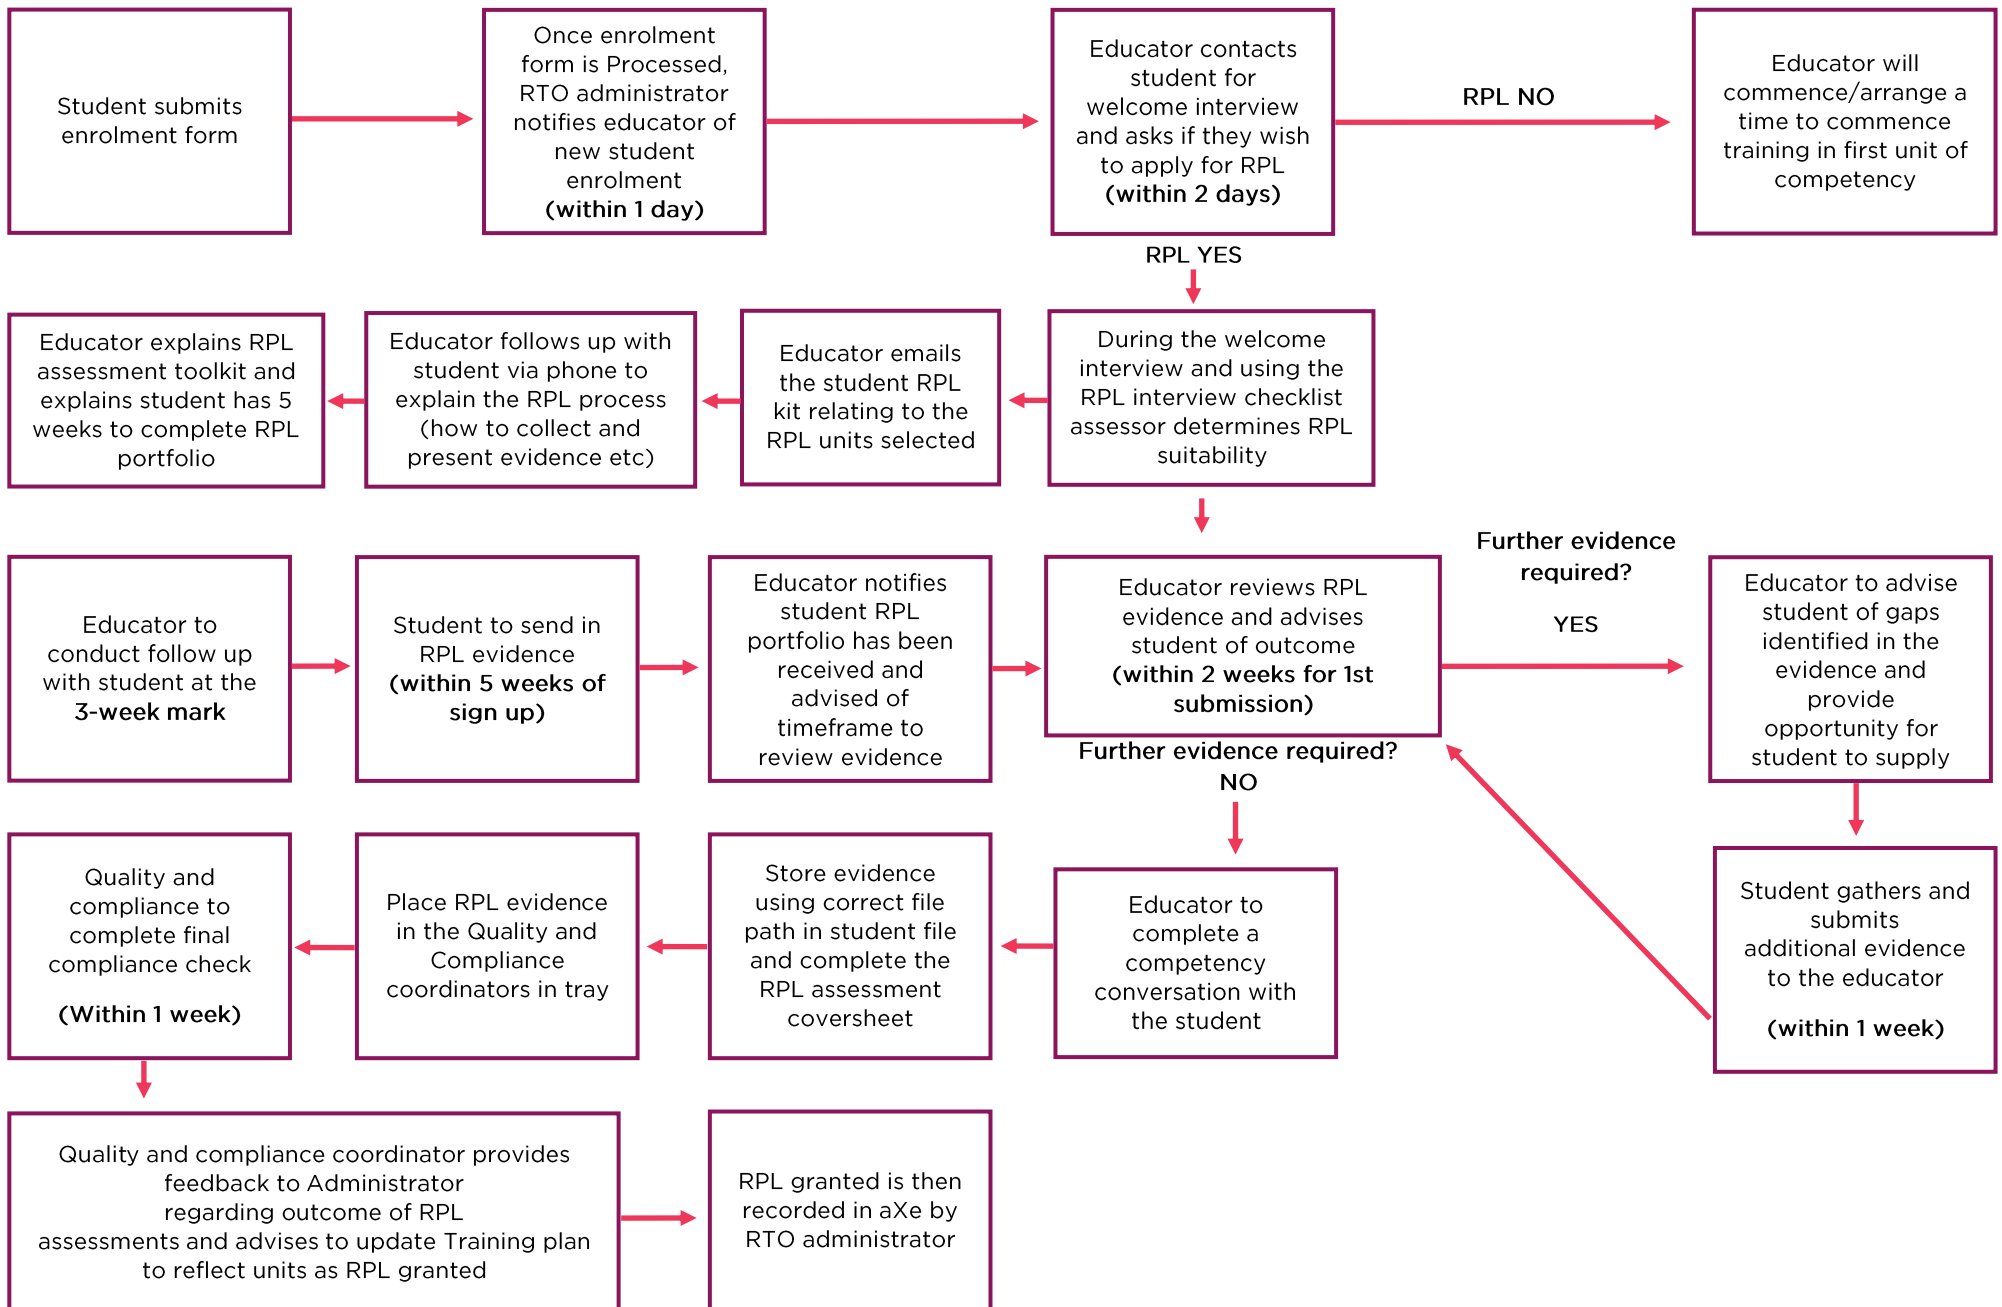 Student submits
enrolment form
Once enrolment
form is Processed,
RTO administrator
notifies educator of
new student
enrolment
(within 1 day)
Educator contacts
student for
welcome interview
and asks if they wish
to apply for RPL
(within 2 days)
RPL NO
Educator will
commence/arrange a
time to commence
training in first unit of
competency
RPL YES
Educator explains RPL
assessment toolkit and
explains student has 5
weeks to complete RPL
portfolio
Educator follows up with
student via phone to
explain the RPL process
(how to collect and
present evidence etc)
Educator emails
the student RPL
kit relating to the
RPL units selected
During the welcome
interview and using the
RPL interview checklist
assessor determines RPL
suitability
Educator to
conduct follow up
with student at the
3-week mark
Student to send in
RPL evidence
(within 5 weeks of
sign up)
Educator notifies
student RPL
portfolio has been
received and
advised of
timeframe to
review evidence
Educator reviews RPL
evidence and advises
student of outcome
(within 2 weeks for 1st
submission)
Further evidence
required?
YES
Educator to advise
student of gaps
identified in the
evidence and
provide
opportunity for
student to supply
Further evidence required?
NO
Quality and
compliance to
complete final
compliance check
(Within 1 week)
Place RPL evidence
in the Quality and
Compliance
coordinators in tray
Store evidence
using correct file
path in student file
and complete the
RPL assessment
coversheet
Educator to
complete a
competency
conversation with
the student
Student gathers and
submits
additional evidence
to the educator
(within 1 week)
Quality and compliance coordinator provides
feedback to Administrator
regarding outcome of RPL
assessments and advises to update Training plan
to reflect units as RPL granted
RPL granted is then
recorded in aXe by
RTO administrator